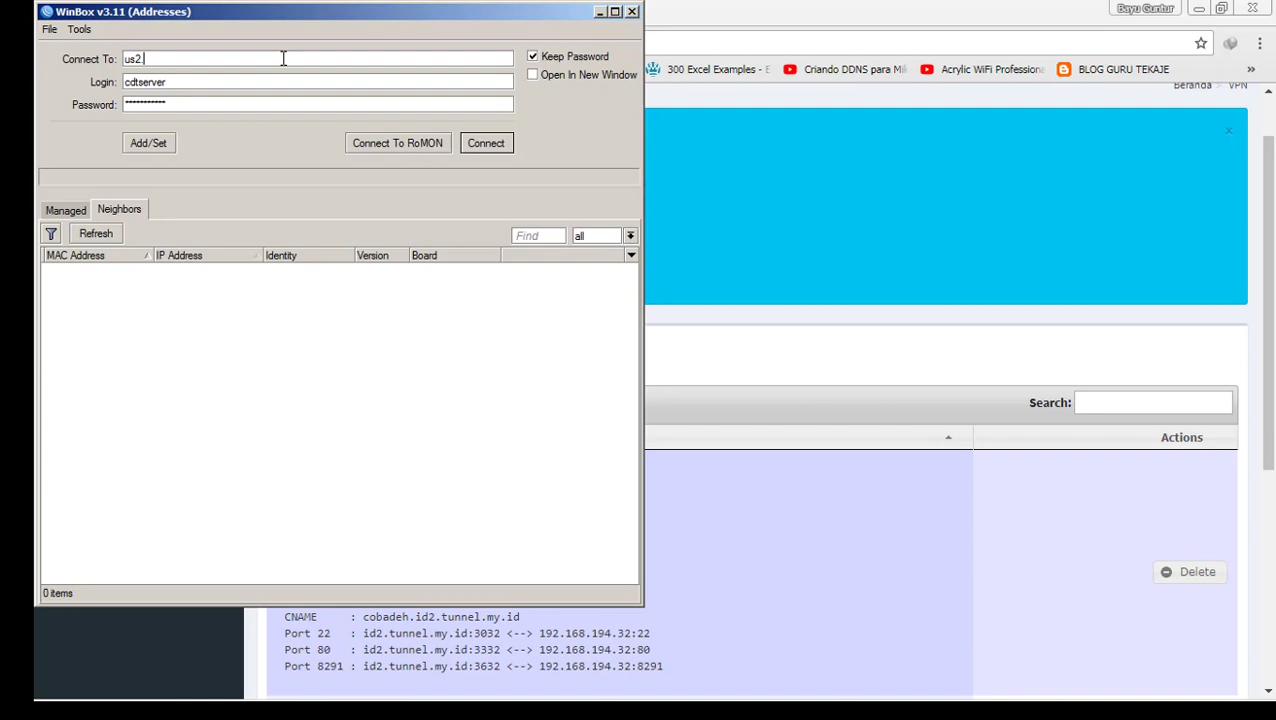 WinBox v3.11 (Addresses)
Bayu Guntur
File Tools
Connect To: us2.
Keep Password
300 Excel Examples - E
Criando DDNS para Mi
Acrylic WiFi Professiona
BLOG GURU TEKAJE
»
Open In New Window
Login: cdtserver
Beranda > VPN
Password: ***********
Add/Set
Connect To RoMON
Connect
×
Managed
Neighbors
Refresh
Find
all
MAC Address
IP Address
Identity
Version
Board
Search:
Actions
Delete
0 items
CNAME : cobadeh.id2.tunnel.my.id
Port 22 : id2.tunnel.my.id:3032 <--> 192.168.194.32:22
Port 80 : id2.tunnel.my.id:3332 <--> 192.168.194.32:80
Port 8291 : id2.tunnel.my.id:3632 <--> 192.168.194.32:8291